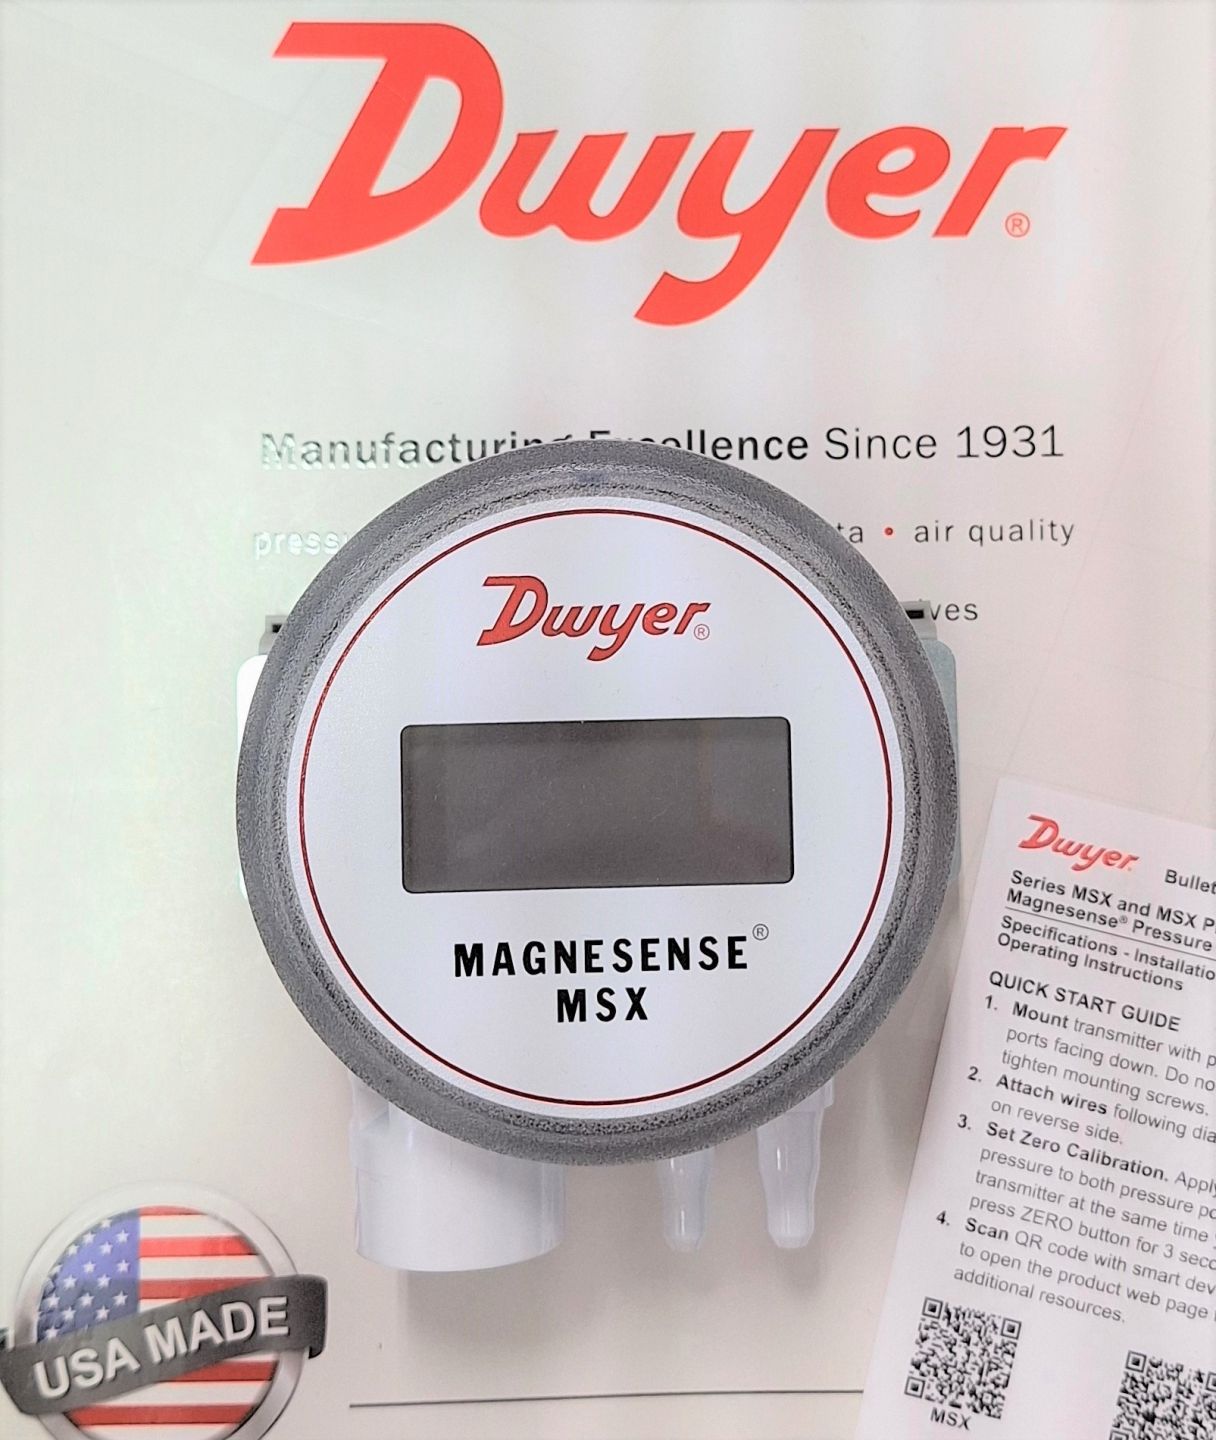 Dwyer®
Manufacturing Excellence Since 1931
• air quality
Dwyer®
MAGNESENSE®
MSX
Dwyer.
Series MSX and MSX
Magnesense® Pressure
Specifications - Installatio
Operating Instructions
QUICK START GUIDE
1. Mount transmitter with
ports facing down. Do no
tighten mounting screws.
2. Attach wires following dia
on reverse side.
3. Set Zero Calibration. Apply
pressure to both pressure po
transmitter at the same time
press ZERO button for 3 seco
4. Scan QR code with smart dev
to open the product web page
additional resources.
MSX
USA MADE